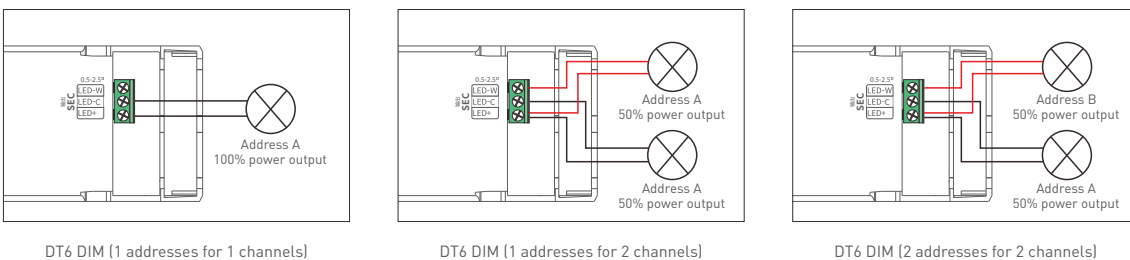 0.5-2.5²
LED-W
LED-C
LED+
SEC
Address A
100% power output
DT6 DIM (1 addresses for 1 channels)
0.5-2.5²
LED-W
LED-C
LED+
SEC
Address A
50% power output
Address A
50% power output
DT6 DIM (1 addresses for 2 channels)
0.5-2.5²
LED-W
LED-C
LED+
SEC
Address B
50% power output
Address A
50% power output
DT6 DIM (2 addresses for 2 channels)